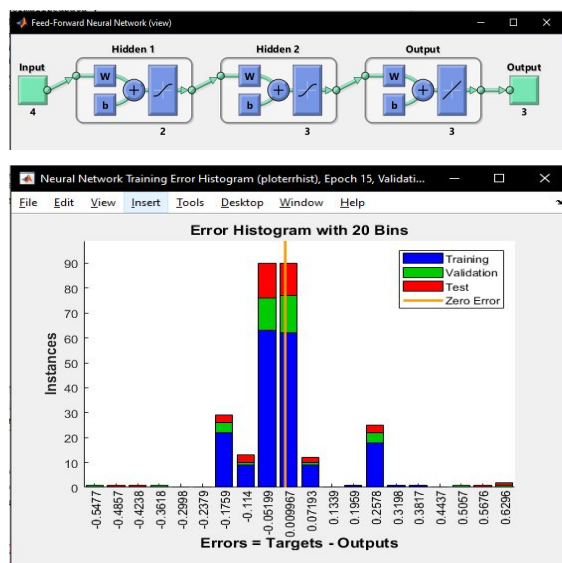 Feed-Forward Neural Network (view)
Hidden 1 Hidden 2 Output
Input Output
W W W
+ + +
b b b
4 2 3 3 3
Neural Network Training Error Histogram (ploterrhist), Epoch 15, Validati...
File Edit View Insert Tools Desktop Window Help
Error Histogram with 20 Bins
Training
Validation
Test
Zero Error
90
80
70
60
50
40
30
20
10
0
Instances
-0.5477
-0.4857
-0.4238
-0.3618
-0.2998
-0.2379
-0.1759
-0.114
-0.05199
0.009967
0.07193
0.1339
0.1959
0.2578
0.3198
0.3817
0.4437
0.5057
0.5676
0.6296
Errors = Targets - Outputs